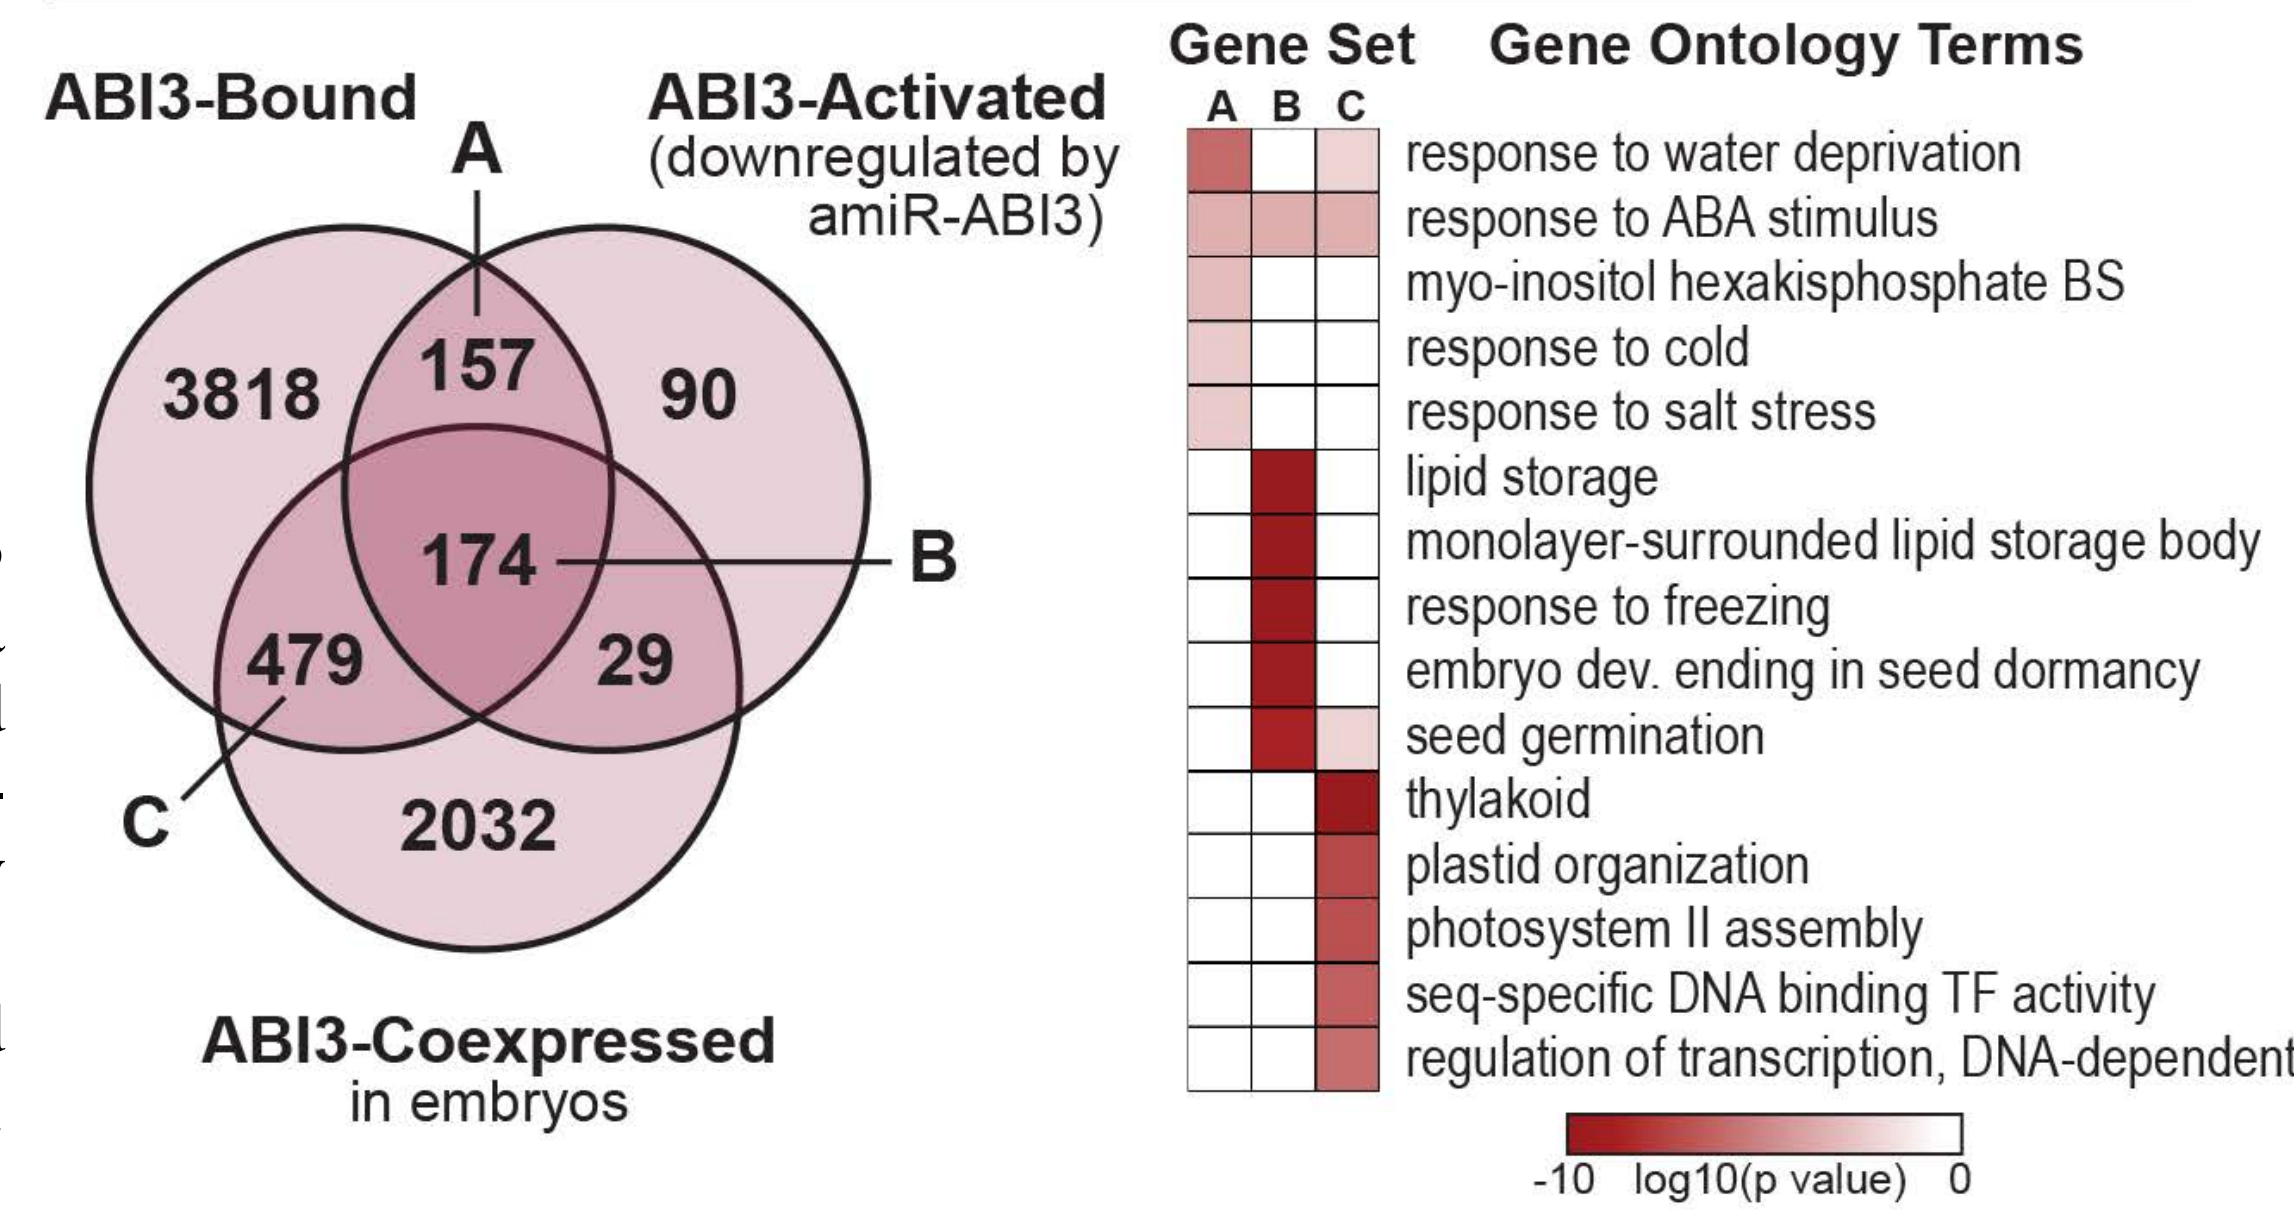 ABI3-Bound
A
ABI3-Activated
(downregulated by
amiR-ABI3)
3818
157
90
174
B
479
29
C
2032
ABI3-Coexpressed
in embryos
Gene Set
Gene Ontology Terms
A B C
response to water deprivation
response to ABA stimulus
myo-inositol hexakisphosphate BS
response to cold
response to salt stress
lipid storage
monolayer-surrounded lipid storage body
response to freezing
embryo dev. ending in seed dormancy
seed germination
thylakoid
plastid organization
photosystem II assembly
seq-specific DNA binding TF activity
regulation of transcription, DNA-dependent
-10 log10(p value) 0